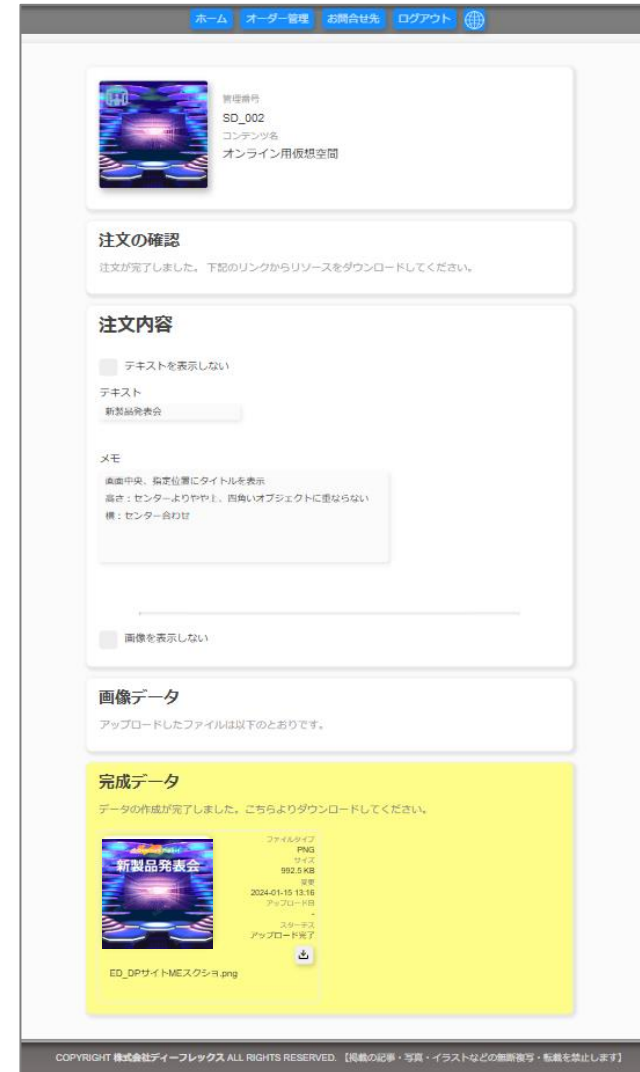 ホーム オーダー管理 お問合せ先 ログアウト
管理番号
SD_002
コンテンツ名
オンライン用仮想空間
注文の確認
注文が完了しました。 下記のリンクからリソースをダウンロードしてください。
注文内容
テキストを表示しない
テキスト
新製品発表会
メモ
画面中央、指定位置にタイトルを表示
高さ：センターよりやや上、四角いオブジェクトに重ならない
横：センター合わせ
画像を表示しない
画像データ
アップロードしたファイルは以下のとおりです。
完成データ
データの作成が完了しました。こちらよりダウンロードしてください。
新製品発表会
ファイルタイプ
PNG
サイズ
992.5 KB
変更
2024-01-15 13:16
アップロード日
-
ステータス
アップロード完了
ED_DPサイトMEスクショ.png
COPYRIGHT 株式会社ディーフレックス ALL RIGHTS RESERVED. 【掲載の記事・写真・イラストなどの無断複写・転載を禁止します】